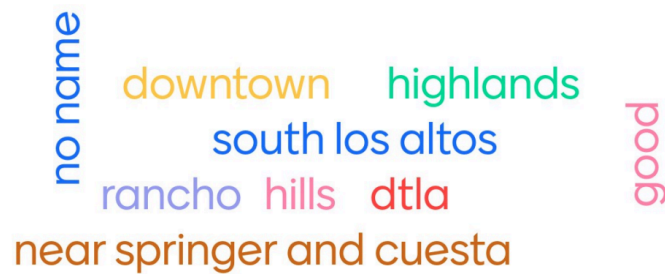 no name
downtown
highlands
south los altos
good
rancho
hills
dtla
near springer and cuesta